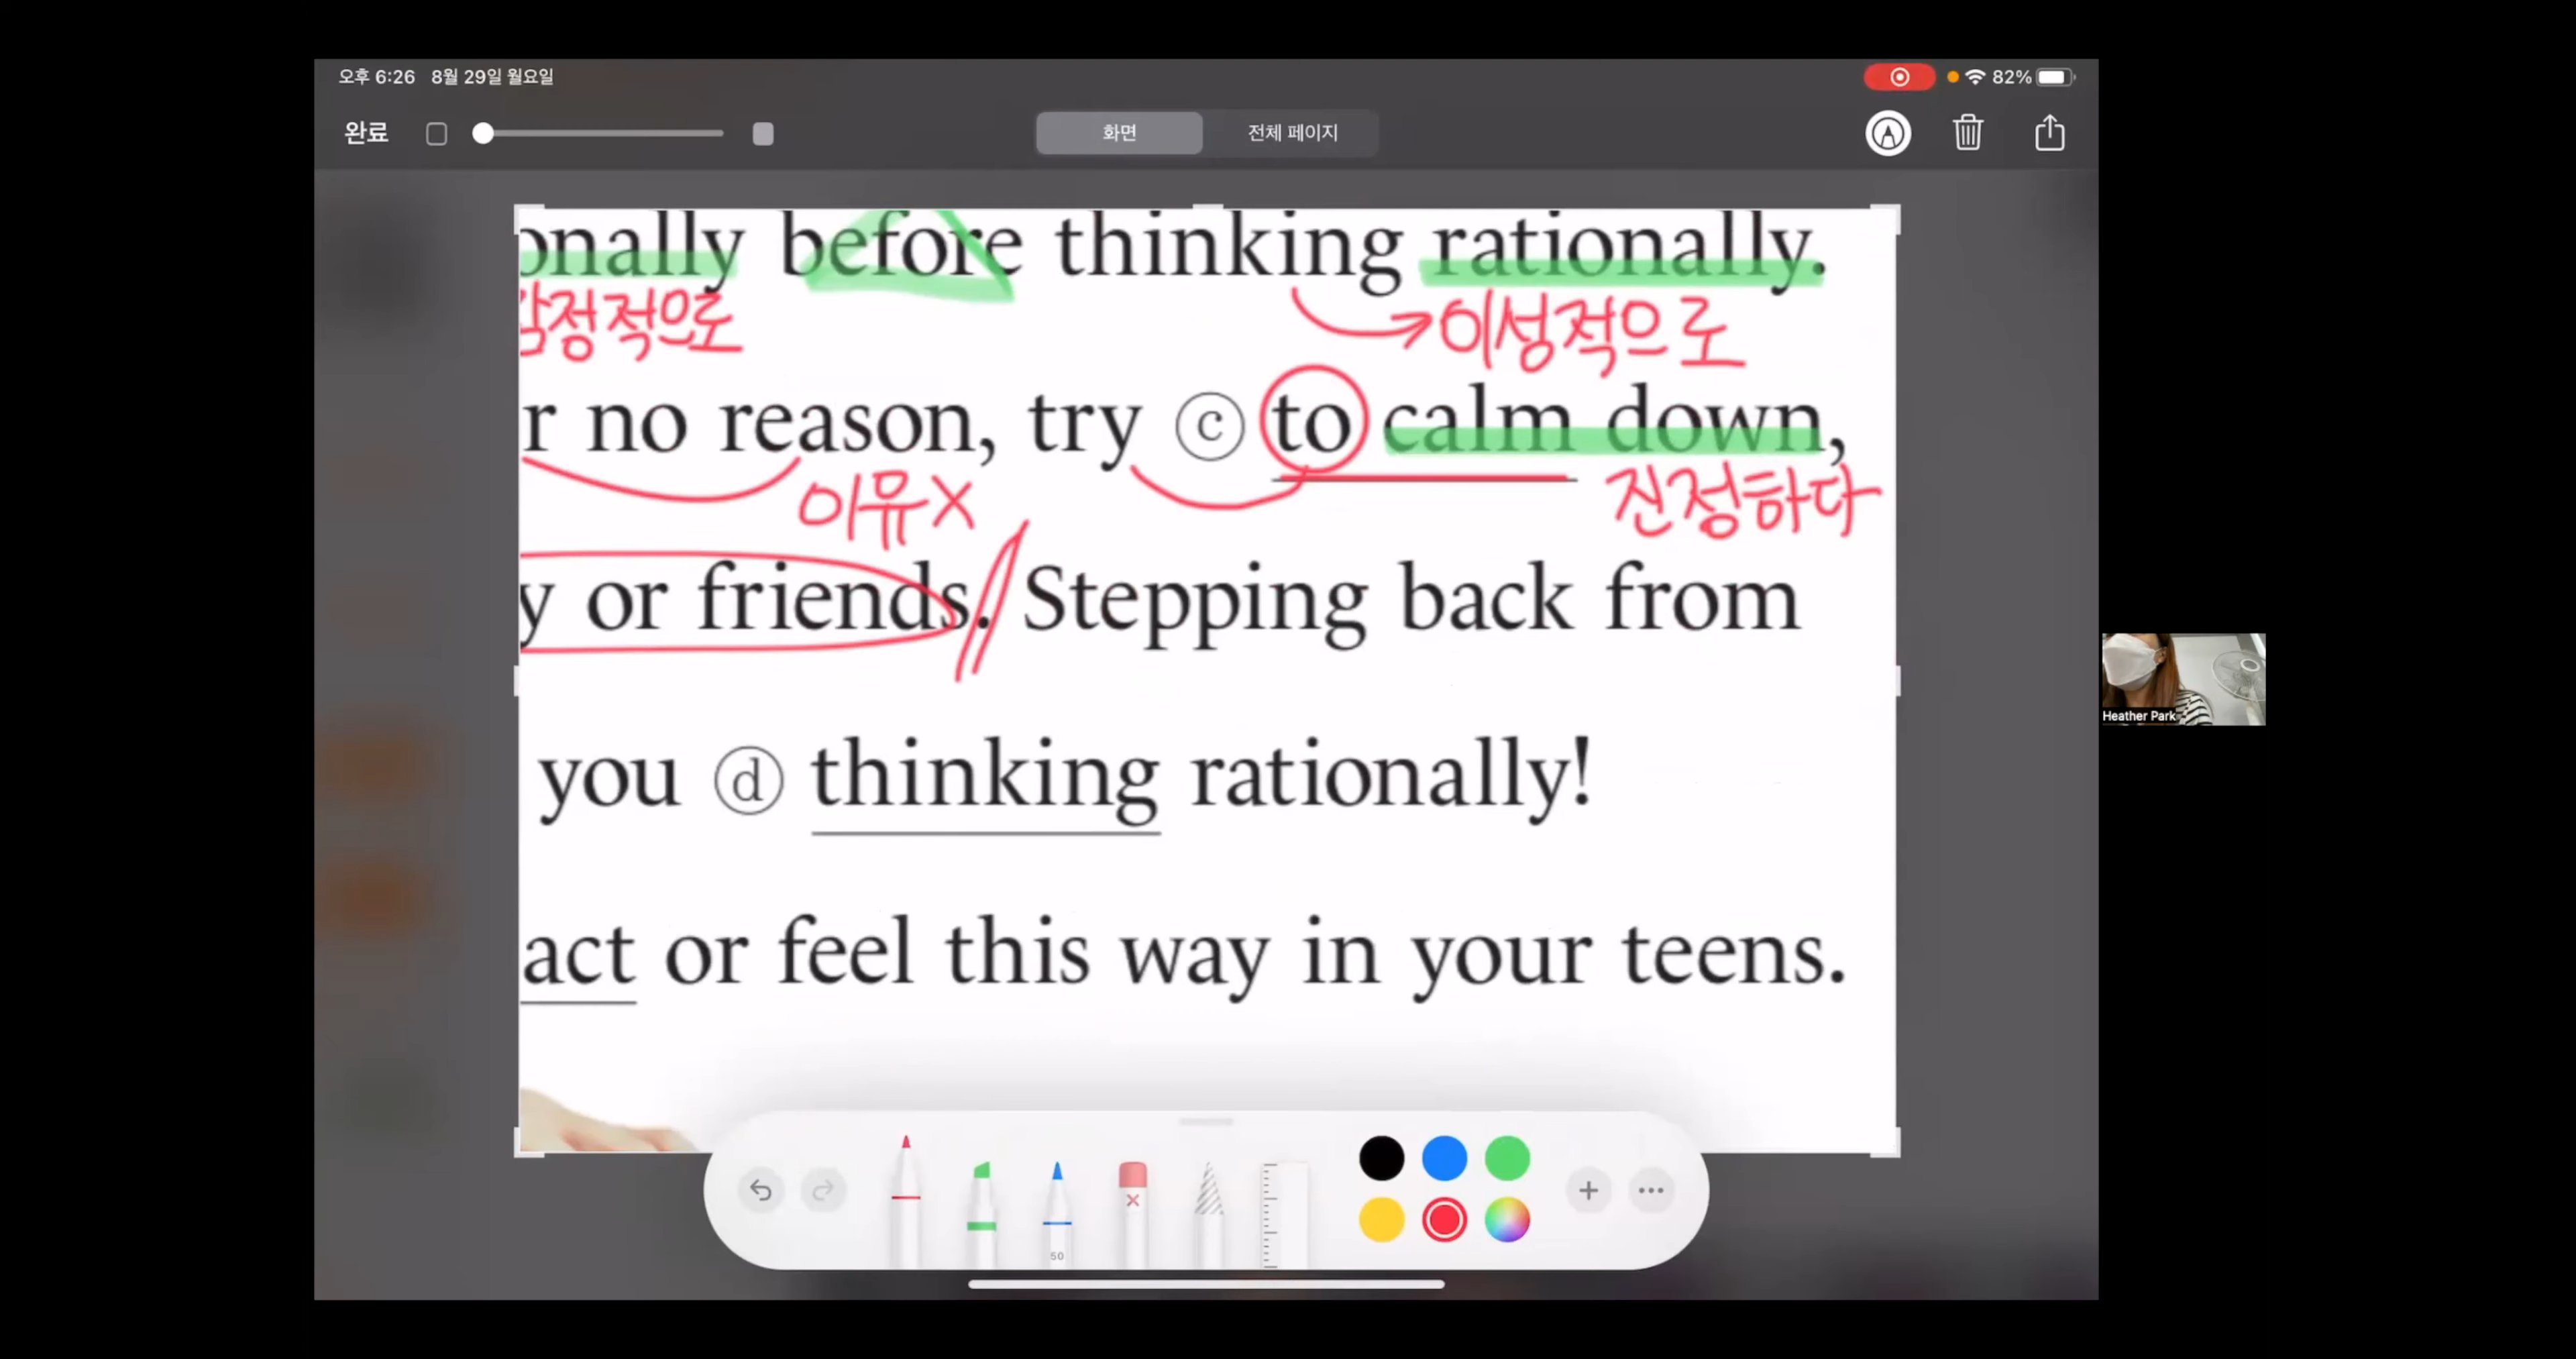 오후 6:26 8월 29일 월요일
82%
완료
화면
전체 페이지
onally before thinking rationally.
감정적으로
이성적으로
r no reason, try ⓒ to calm down,
이유X
진정하다
y or friends. Stepping back from
you ⓓ thinking rationally!
act or feel this way in your teens.
50
Heather Park